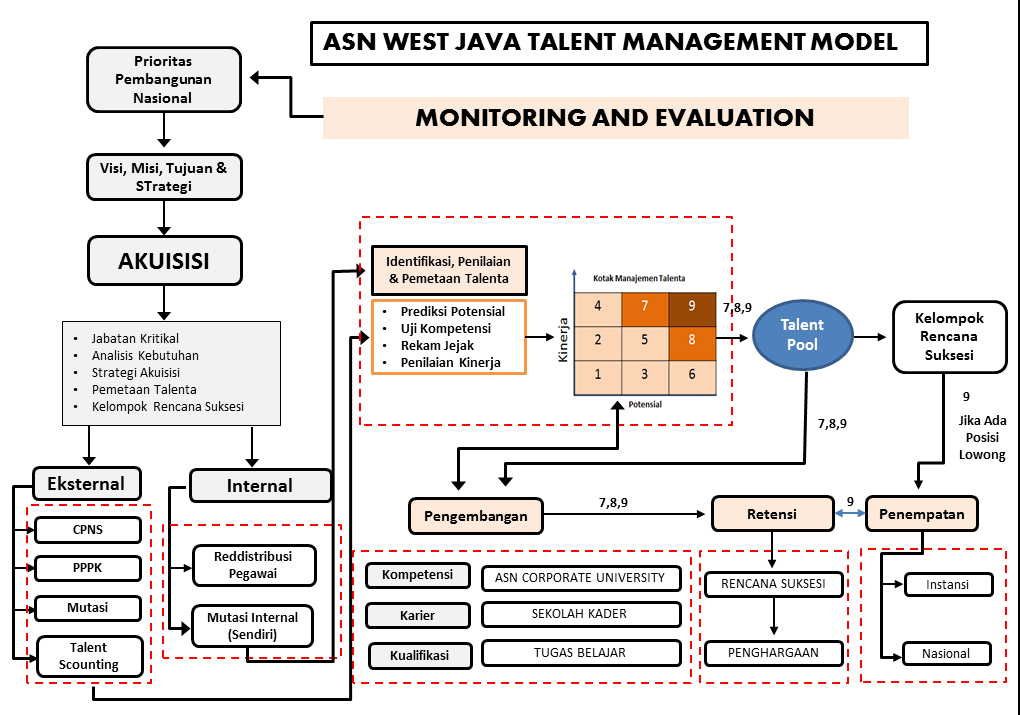 ASN WEST JAVA TALENT MANAGEMENT MODEL
MONITORING AND EVALUATION
Prioritas
Pembangunan
Nasional
Visi, Misi, Tujuan &
STrategi
AKUISISI
• Jabatan Kritikal
• Analisis Kebutuhan
• Strategi Akuisisi
• Pemetaan Talenta
• Kelompok Rencana Suksesi
Eksternal
CPNS
PPPK
Mutasi
Talent
Scounting
Internal
Reddistribusi
Pegawai
Mutasi Internal
(Sendiri)
Identifikasi, Penilaian
& Pemetaan Talenta
• Prediksi Potensial
• Uji Kompetensi
• Rekam Jejak
• Penilaian Kinerja
Kotak Manajemen Talenta
Kinerja
4 7 9
2 5 8
1 3 6
Potensial
7,8,9
Talent
Pool
Kelompok
Rencana
Suksesi
7,8,9
9
Jika Ada
Posisi
Lowong
Pengembangan
7,8,9
Retensi
9
Penempatan
Kompetensi
ASN CORPORATE UNIVERSITY
Karier
SEKOLAH KADER
Kualifikasi
TUGAS BELAJAR
RENCANA SUKSESI
PENGHARGAAN
Instansi
Nasional